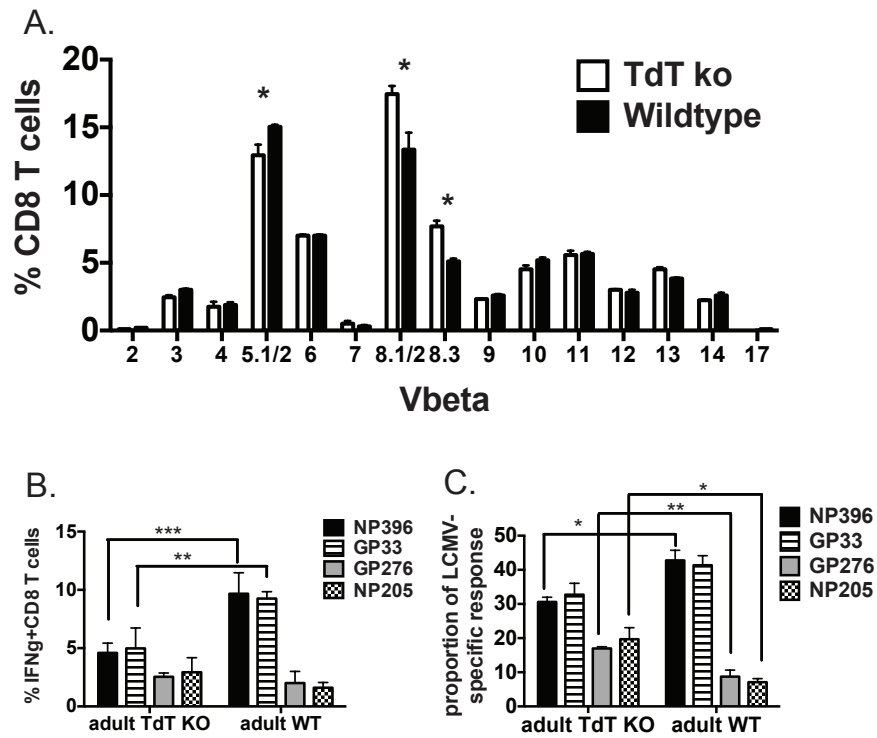 A.
% CD8 T cells
20
15
10
5
0
* * *
TdT ko
Wildtype
2 3 4 5.1/2 6 7 8.1/2 8.3 9 10 11 12 13 14 17
Vbeta
B.
% IFNg+CD8 T cells
15
10
5
0
***
**
NP396
GP33
GP276
NP205
adult TdT KO adult WT
C.
proportion of LCMV-
specific response
50
40
30
20
10
0
*
**
*
NP396
GP33
GP276
NP205
adult TdT KO adult WT